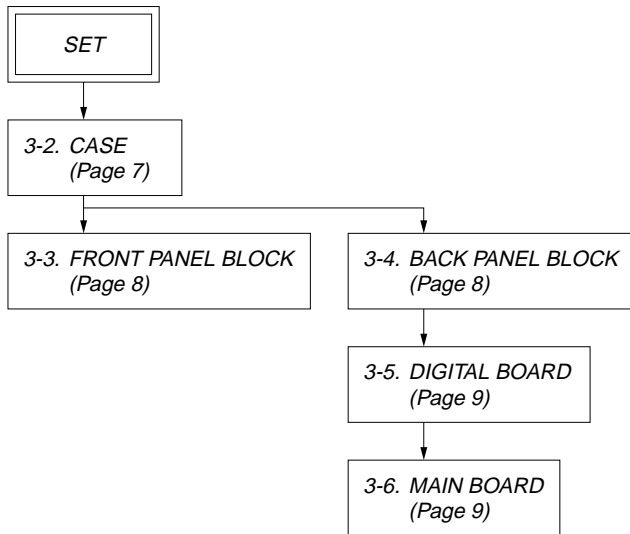 SET
3-2. CASE
(Page 7)
3-3. FRONT PANEL BLOCK
(Page 8)
3-4. BACK PANEL BLOCK
(Page 8)
3-5. DIGITAL BOARD
(Page 9)
3-6. MAIN BOARD
(Page 9)